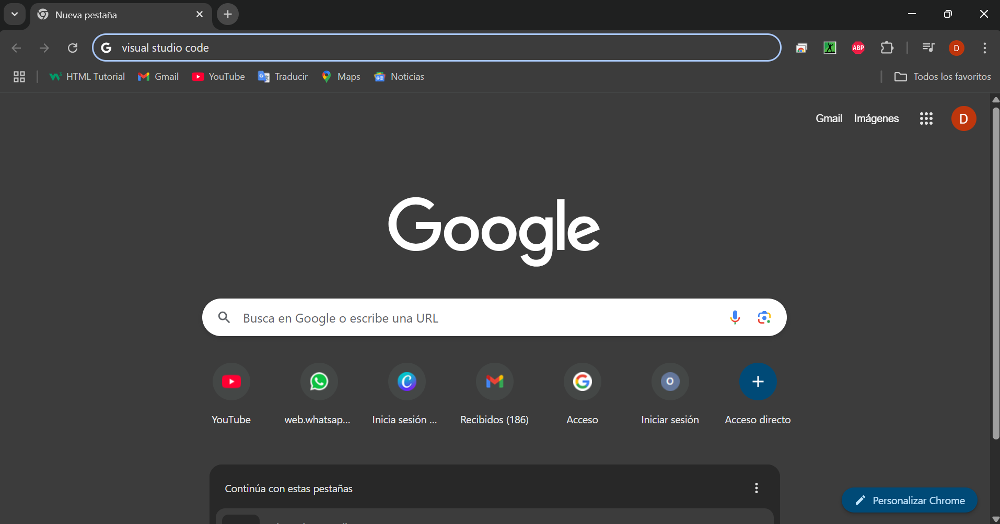 Nueva pestaña
visual studio code
ABP
D
HTML Tutorial
Gmail
YouTube
Traducir
Maps
Noticias
Todos los favoritos
Gmail
Imágenes
D
Google
Busca en Google o escribe una URL
YouTube
web.whatsap...
Inicia sesión ...
Recibidos (186)
Acceso
O
Iniciar sesión
Acceso directo
Continúa con estas pestañas
Personalizar Chrome